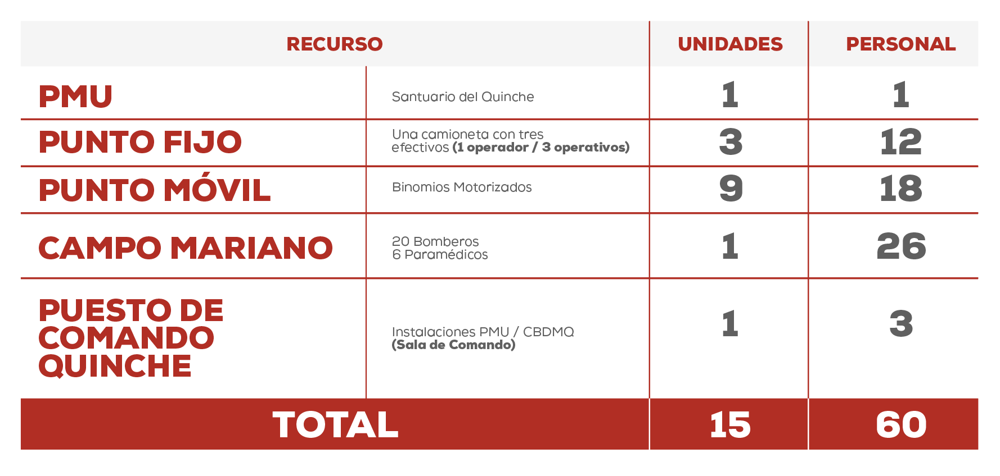 RECURSO UNIDADES PERSONAL
PMU Santuario del Quinche 1 1
PUNTO FIJO Una camioneta con tres
efectivos (1 operador / 3 operativos) 3 12
PUNTO MÓVIL Binomios Motorizados 9 18
CAMPO MARIANO 20 Bomberos
6 Paramédicos 1 26
PUESTO DE
COMANDO
QUINCHE
Instalaciones PMU / CBDMQ
(Sala de Comando)
1 3
TOTAL 15 60